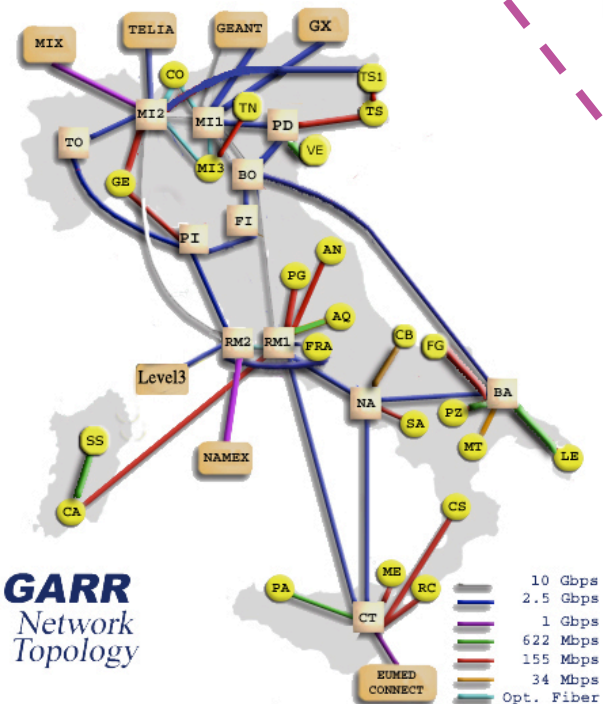 TELIA
GEANT
GX
MIX
CO
TS1
MI2
MI1
TN
PD
TS
TO
VE
MI3
BO
GE
FI
PI
AN
PG
AQ
CB
RM2
RM1
FRA
FG
Level3
BA
NA
PZ
SA
SS
NAMEX
MT
LE
CA
CS
ME
PA
RC
CT
EUMED
CONNECT
GARR
Network
Topology
10 Gbps
2.5 Gbps
1 Gbps
622 Mbps
155 Mbps
34 Mbps
Opt. Fiber